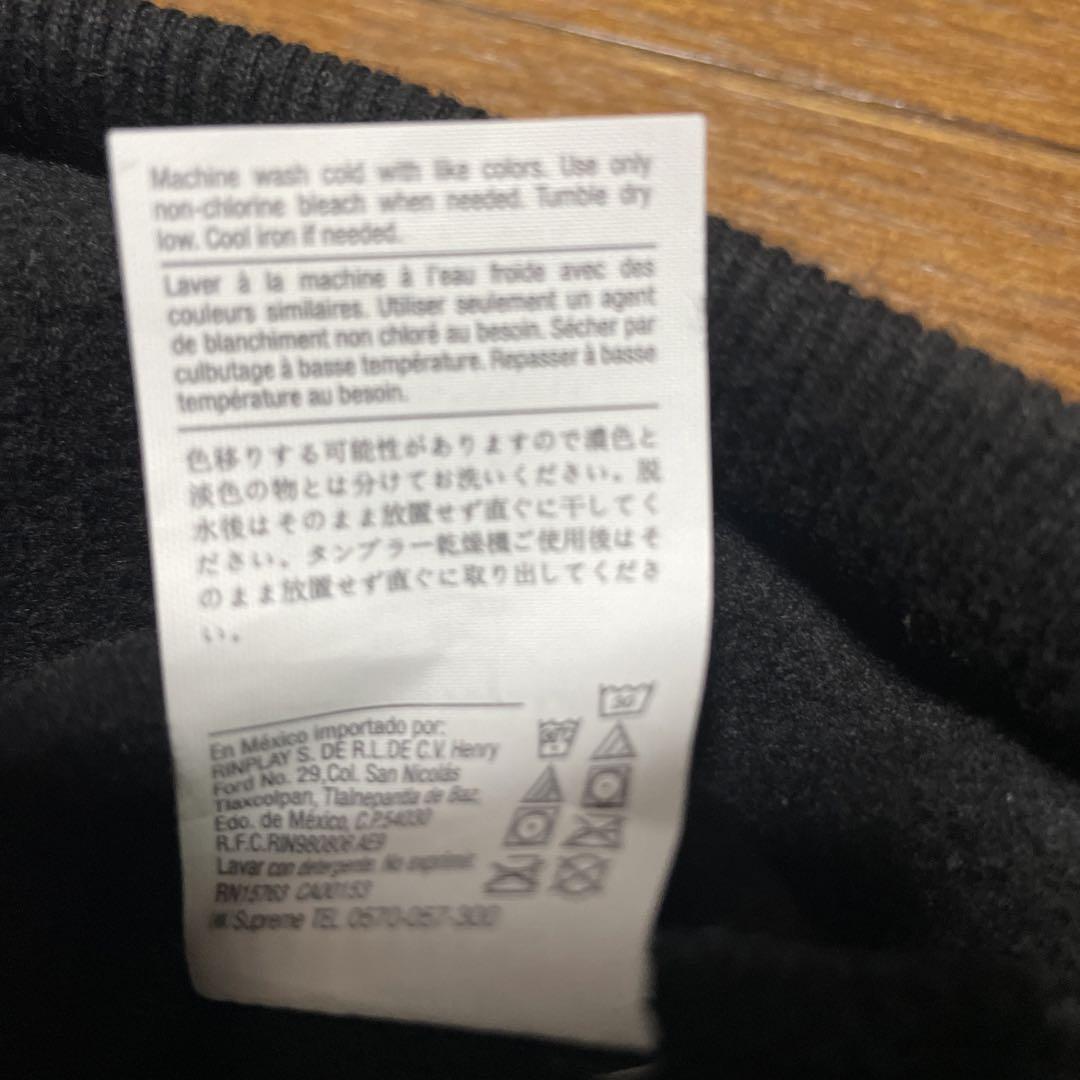 Machine wash cold with like colors. Use only
non-chlorine bleach when needed. Tumble dry
low. Cool iron if needed.
Laver à la machine à l'eau froide avec des
couleurs similaires. Utiliser seulement un agent
de blanchiment non chloré au besoin. Sécher par
culbutage à basse température. Repasser à basse
température au besoin.
色移りする可能性がありますので濃色と
淡色の物とは分けてお洗いください。脱
水後はそのまま放置せず直ぐに干してく
ださい。タンブラー乾燥機ご使用後はそ
のまま放置せず直ぐに取り出してくださ
い。
En México importado por:
RINPLAY S. DE R.L.DE C.V. Henry
Ford No. 29,Col. San Nicolás
Tlaxcolpan, Tlalnepantla de Baz,
Edo. de México, C.P.54030
R.F.C.RIN980806AE9
Lavar con detergente. No exprimir.
RN15763 CA00153
Supreme TEL 0570-057-300
30
30°C